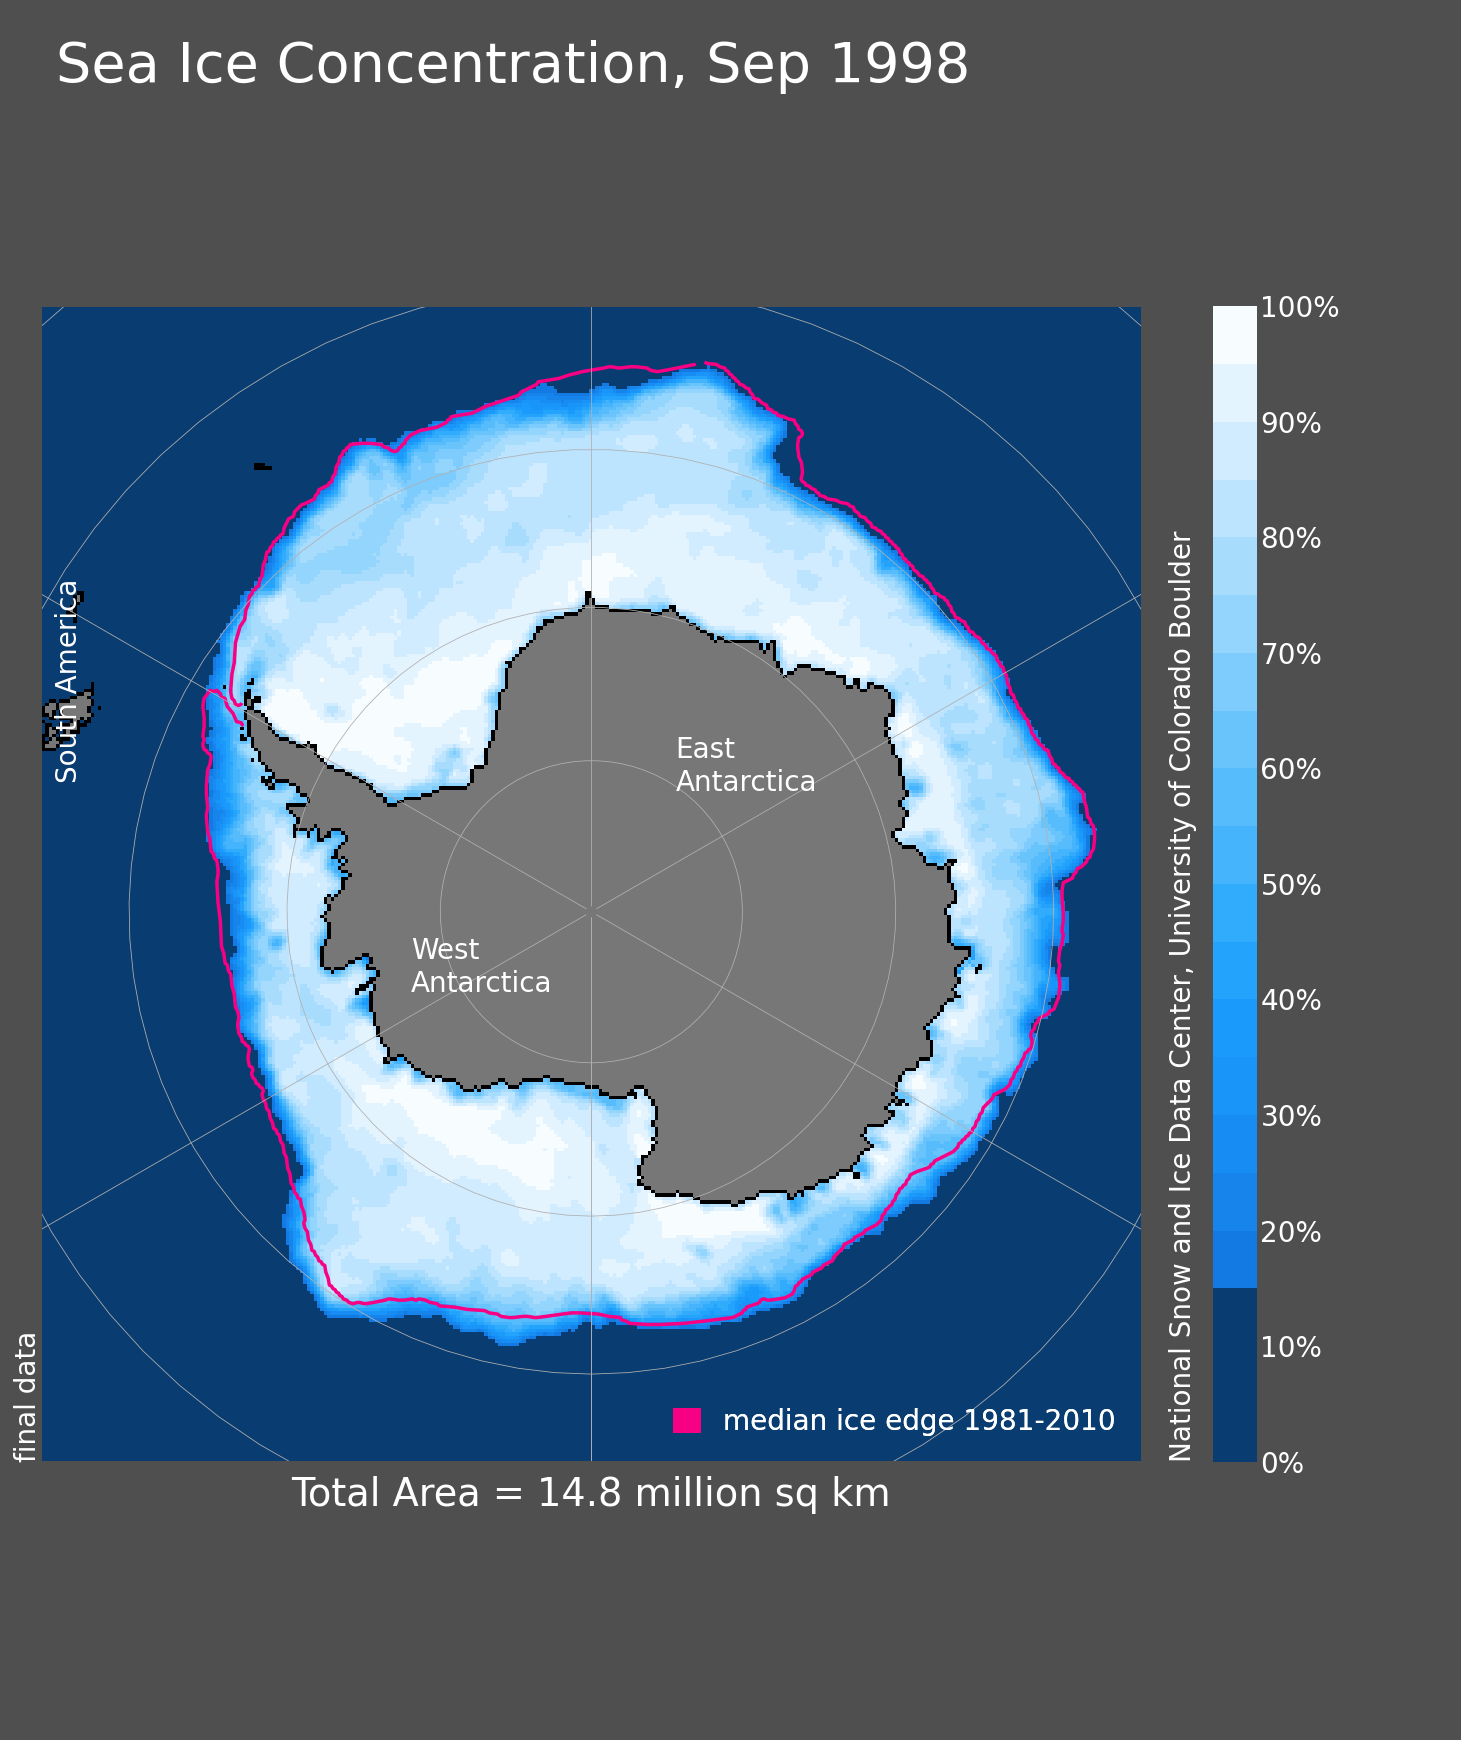 Sea Ice Concentration, Sep 1998
South America
East
Antarctica
West
Antarctica
median ice edge 1981-2010
final data
Total Area = 14.8 million sq km
National Snow and Ice Data Center, University of Colorado Boulder
100%
90%
80%
70%
60%
50%
40%
30%
20%
10%
0%